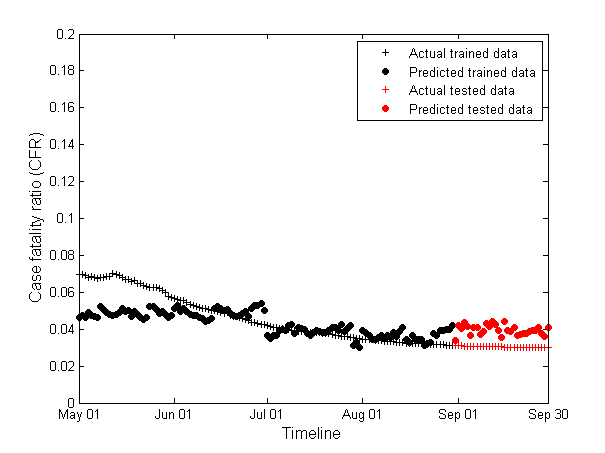 0.2
0.18
0.16
0.14
0.12
0.1
0.08
0.06
0.04
0.02
0
Case fatality ratio (CFR)
Actual trained data
Predicted trained data
Actual tested data
Predicted tested data
May 01 Jun 01 Jul 01 Aug 01 Sep 01 Sep 30
Timeline